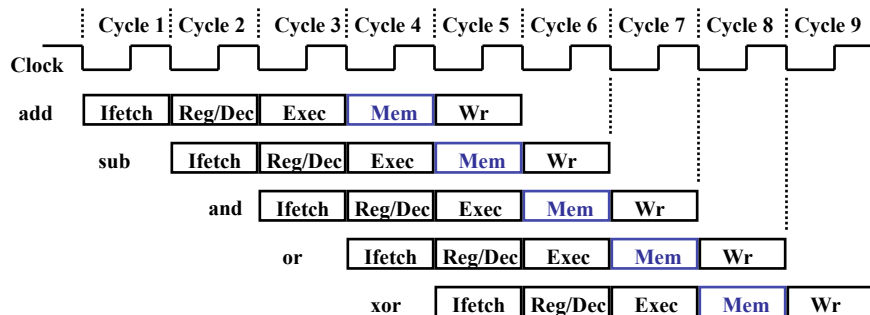 Cycle 1 Cycle 2 Cycle 3 Cycle 4 Cycle 5 Cycle 6 Cycle 7 Cycle 8 Cycle 9
Clock
add Ifetch Reg/Dec Exec Mem Wr
sub Ifetch Reg/Dec Exec Mem Wr
and Ifetch Reg/Dec Exec Mem Wr
or Ifetch Reg/Dec Exec Mem Wr
xor Ifetch Reg/Dec Exec Mem Wr